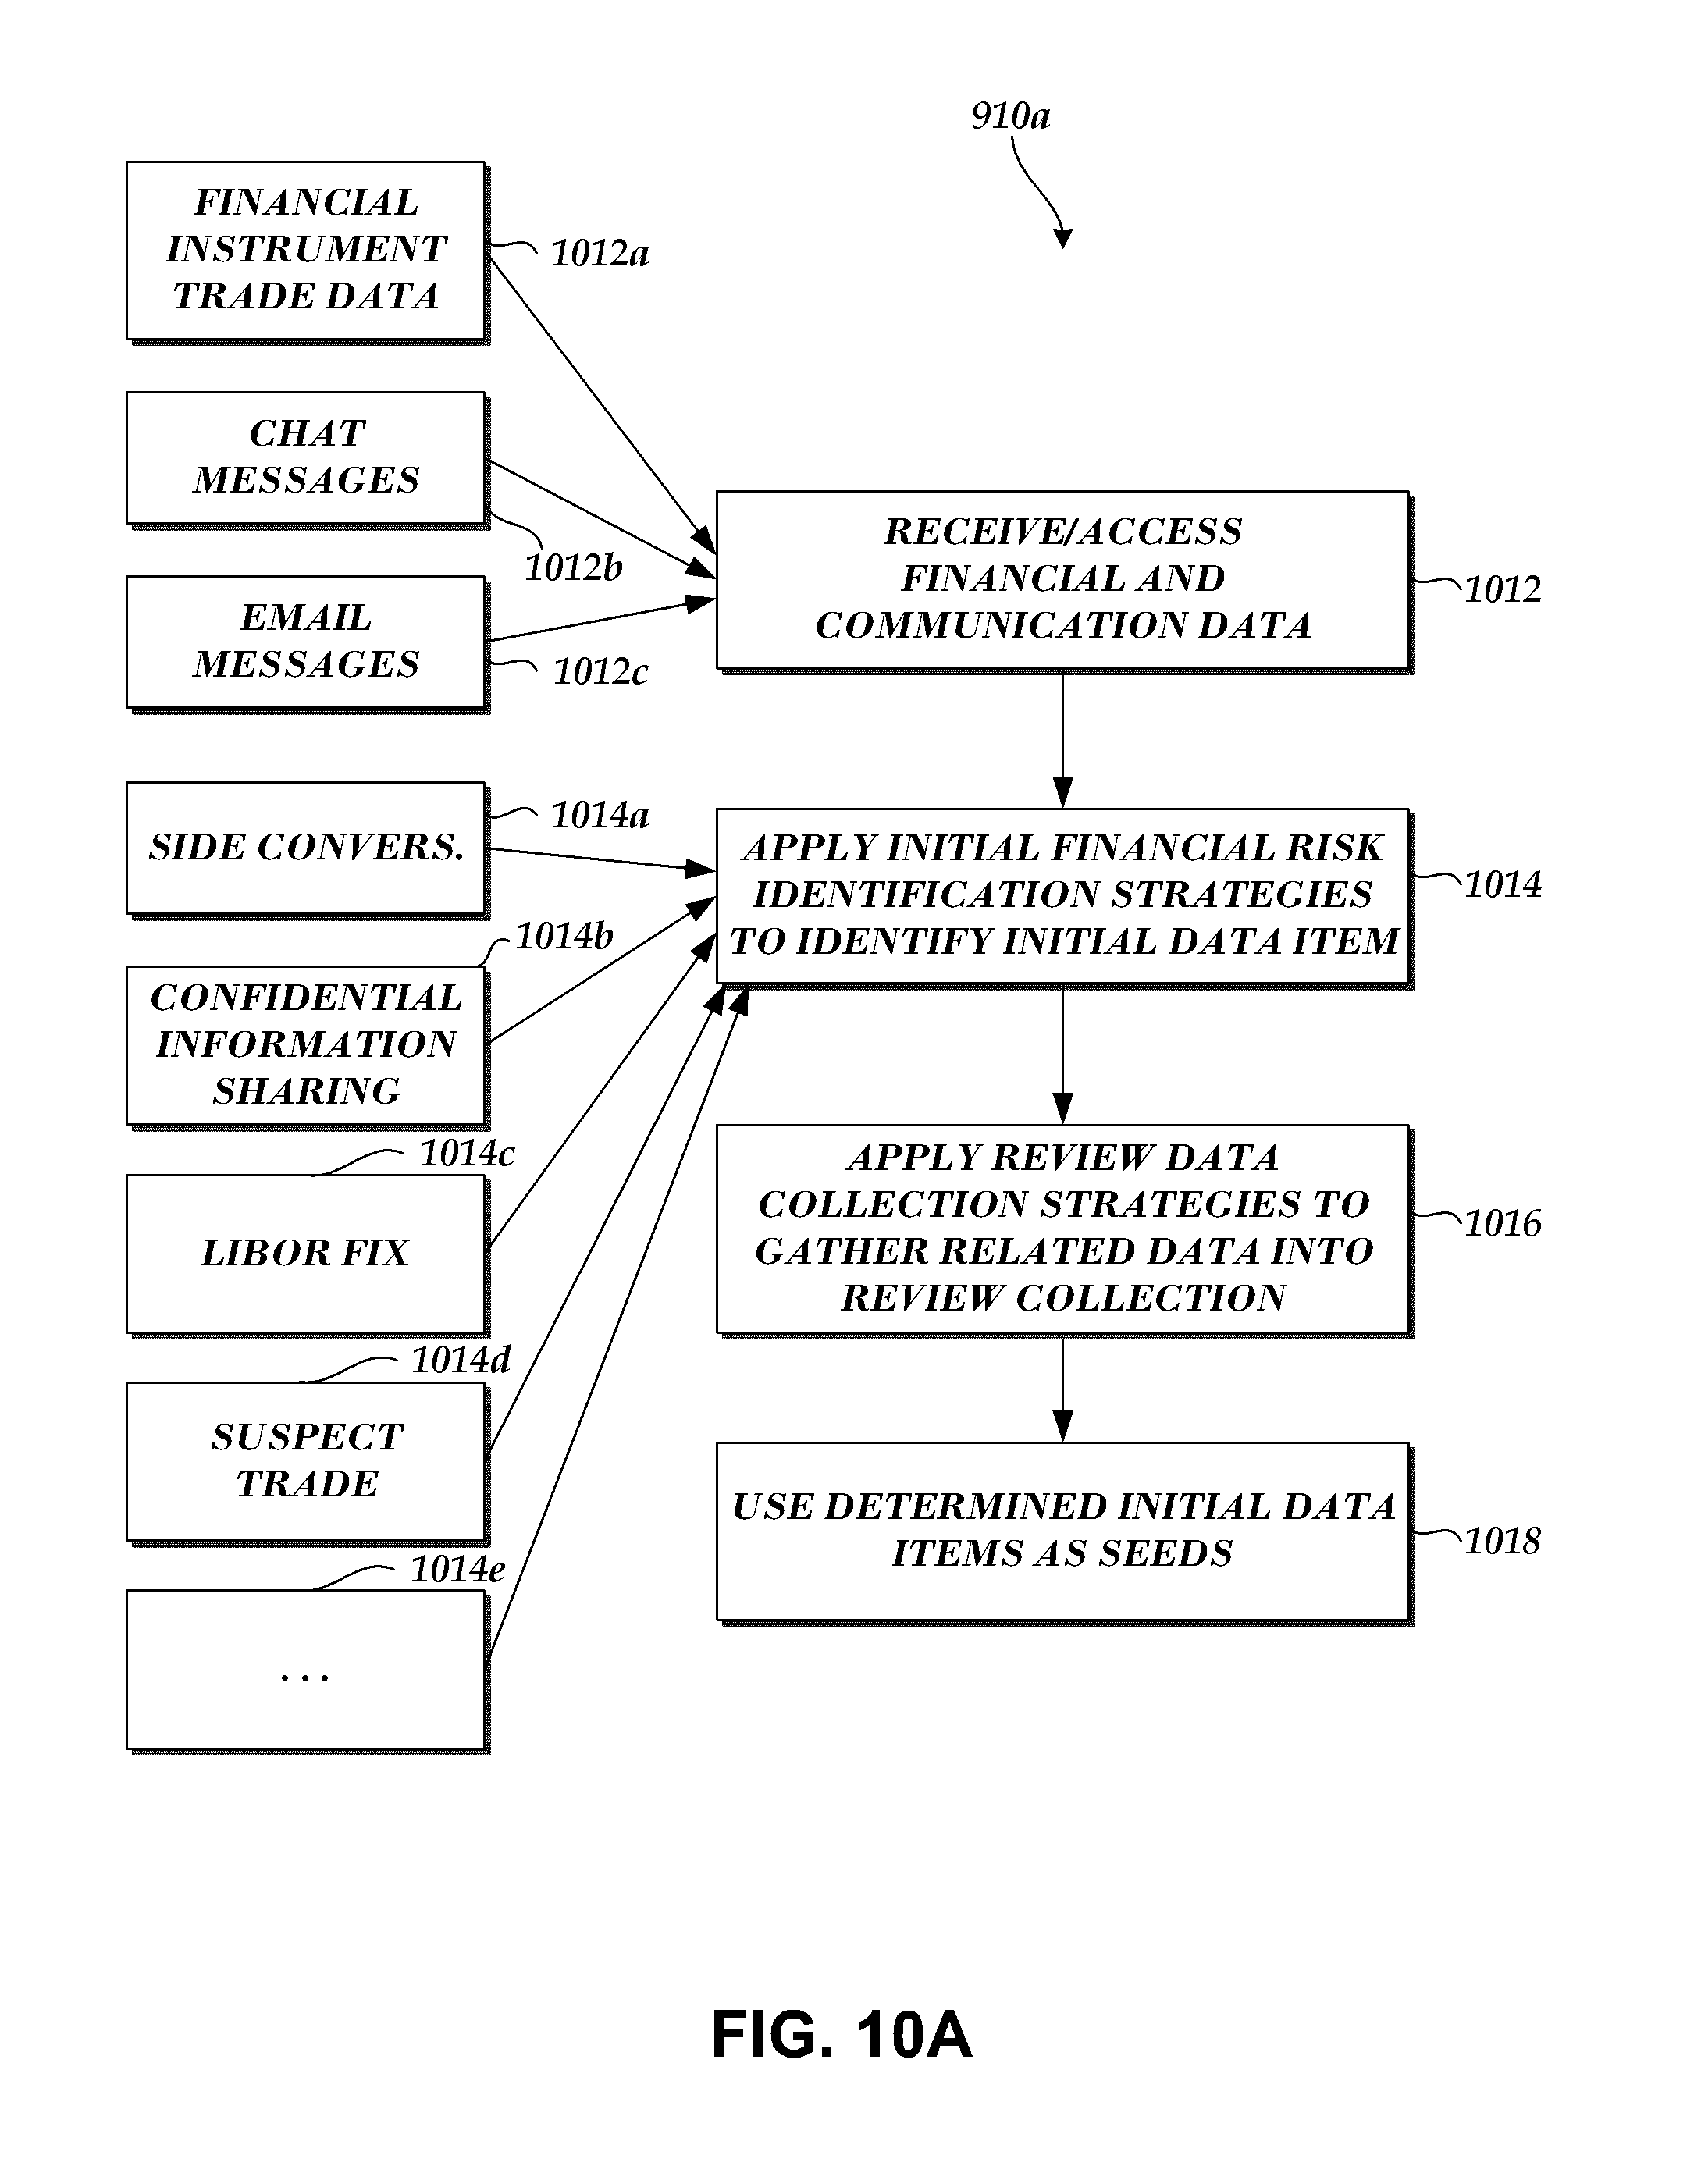 910a
FINANCIAL
INSTRUMENT
TRADE DATA
1012a
CHAT
MESSAGES
1012b
EMAIL
MESSAGES
1012c
RECEIVE/ACCESS
FINANCIAL AND
COMMUNICATION DATA
1012
SIDE CONVERS.
1014a
CONFIDENTIAL
INFORMATION
SHARING
1014b
LIBOR FIX
1014c
SUSPECT
TRADE
1014d
. . .
1014e
APPLY INITIAL FINANCIAL RISK
IDENTIFICATION STRATEGIES
TO IDENTIFY INITIAL DATA ITEM
1014
APPLY REVIEW DATA
COLLECTION STRATEGIES TO
GATHER RELATED DATA INTO
REVIEW COLLECTION
1016
USE DETERMINED INITIAL DATA
ITEMS AS SEEDS
1018
FIG. 10A